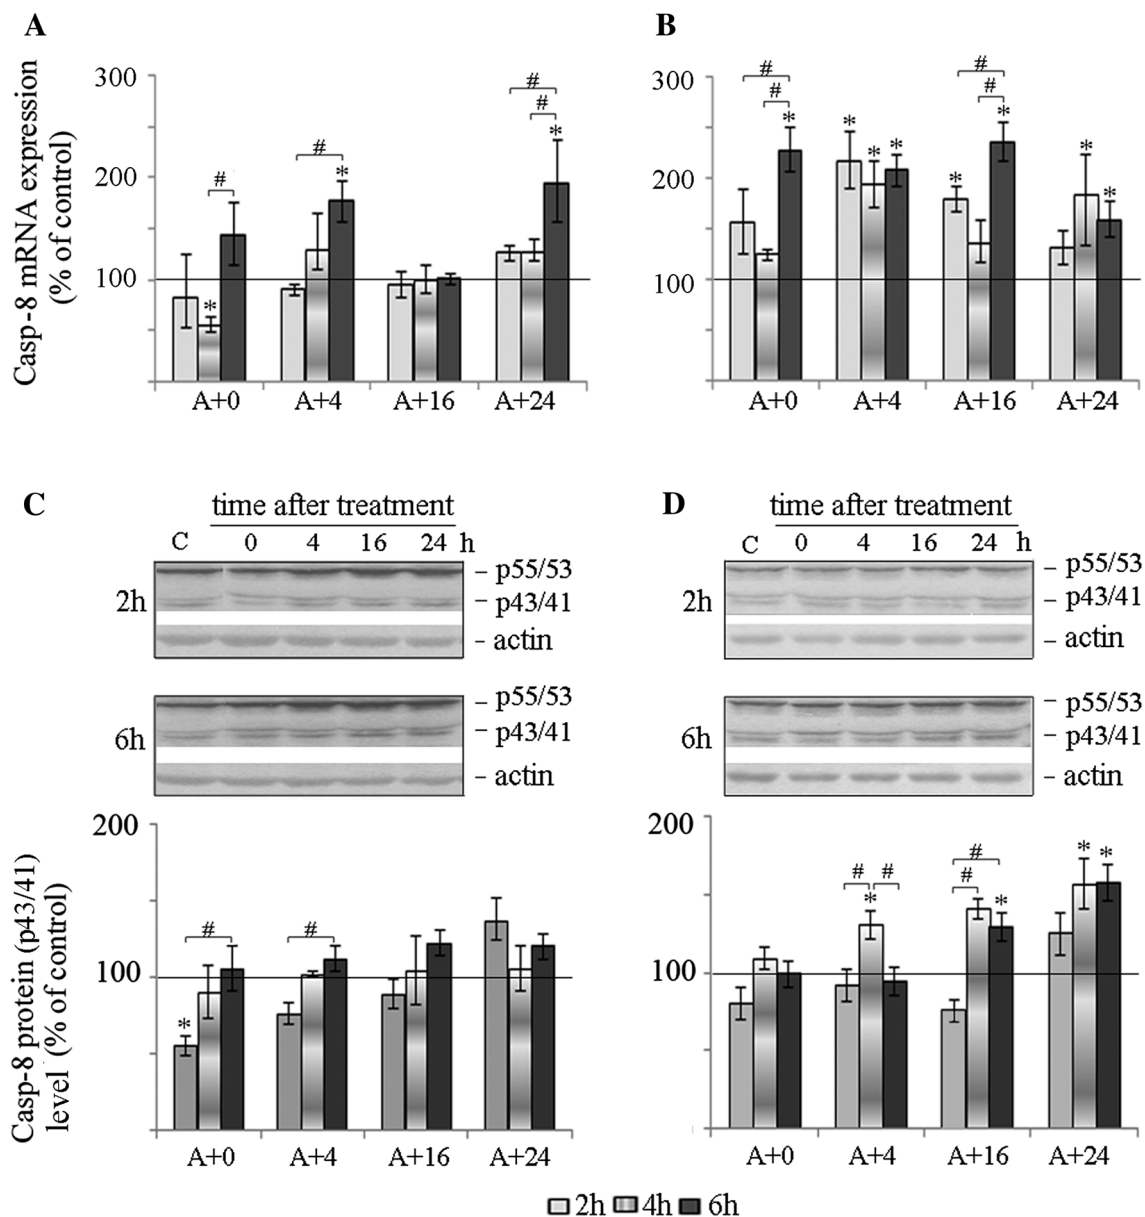 A
B
Casp-8 mRNA expression
(% of control)
300
200
100
# # # # #
* * *
A+0 A+4 A+16 A+24
300
200
100
# # # #
* * * * * * * *
A+0 A+4 A+16 A+24
C
time after treatment
C 0 4 16 24 h
2h
p55/53
p43/41
actin
6h
p55/53
p43/41
actin
D
time after treatment
C 0 4 16 24 h
2h
p55/53
p43/41
actin
6h
p55/53
p43/41
actin
Casp-8 protein (p43/41)
level (% of control)
200
100
# #
*
A+0 A+4 A+16 A+24
200
100
# # # #
* * * *
A+0 A+4 A+16 A+24
2h 4h 6h